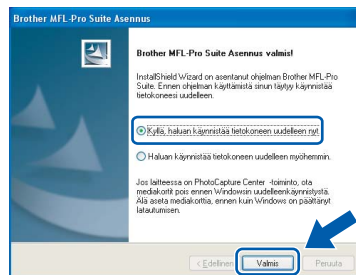 Brother MFL-Pro Suite Asennus
Brother MFL-Pro Suite Asennus valmis!
InstallShield Wizard on asentanut ohjelman Brother MFL-Pro
Suite. Ennen ohjelman käyttämistä sinun täytyy käynnistää
tietokoneesi uudelleen.
Kyllä, haluan käynnistää tietokoneen uudelleen nyt.
Haluan käynnistää tietokoneen uudelleen myöhemmin.
Jos laitteessa on PhotoCapture Center -toiminto, ota
mediakortit pois ennen Windowsin uudelleenkäynnistystä.
Älä aseta mediakorttia, ennen kuin Windows on päättänyt
latautumisen.
< Edellinen
Valmis
Peruuta